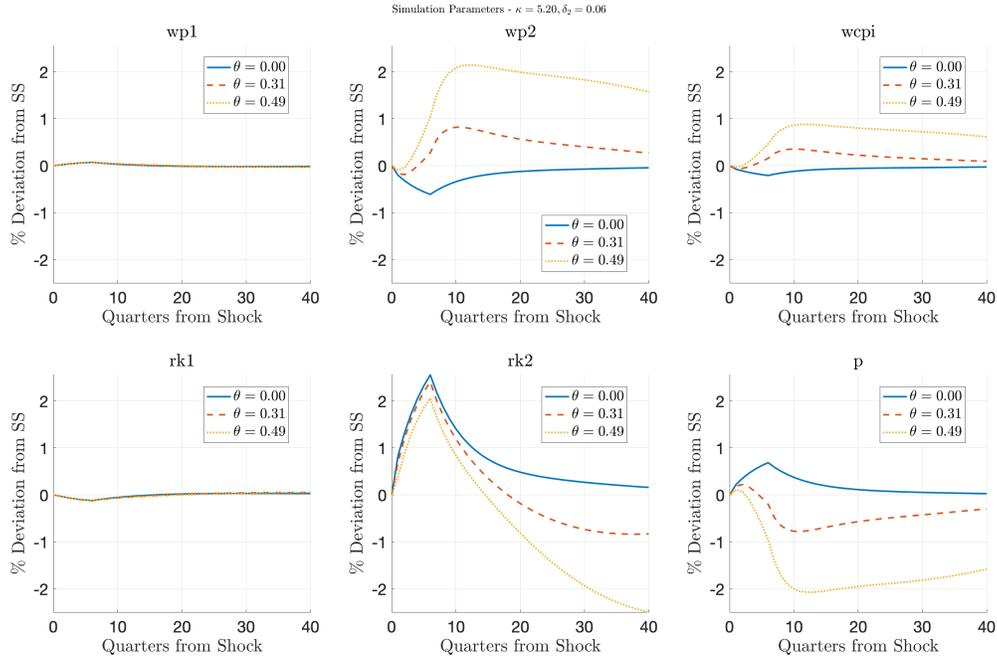 Simulation Parameters - κ = 5.20, δ₂ = 0.06
wp1
wp2
wcpi
% Deviation from SS
2
1
0
-1
-2
θ = 0.00
θ = 0.31
θ = 0.49
0 10 20 30 40
Quarters from Shock
% Deviation from SS
2
1
0
-1
-2
θ = 0.00
θ = 0.31
θ = 0.49
0 10 20 30 40
Quarters from Shock
% Deviation from SS
2
1
0
-1
-2
θ = 0.00
θ = 0.31
θ = 0.49
0 10 20 30 40
Quarters from Shock
rk1
rk2
p
% Deviation from SS
2
1
0
-1
-2
θ = 0.00
θ = 0.31
θ = 0.49
0 10 20 30 40
Quarters from Shock
% Deviation from SS
2
1
0
-1
-2
θ = 0.00
θ = 0.31
θ = 0.49
0 10 20 30 40
Quarters from Shock
% Deviation from SS
2
1
0
-1
-2
θ = 0.00
θ = 0.31
θ = 0.49
0 10 20 30 40
Quarters from Shock